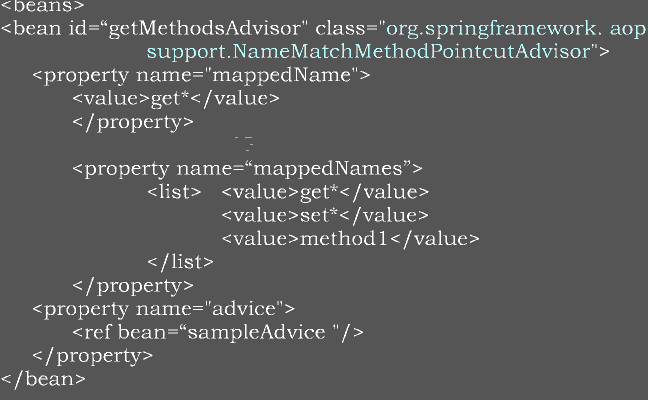 <beans>
<bean id=“getMethodsAdvisor" class="org.springframework. aop
support.NameMatchMethodPointcutAdvisor">
<property name="mappedName">
<value>get*</value>
</property>
<property name=“mappedNames”>
<list> <value>get*</value>
<value>set*</value>
<value>method1</value>
</list>
</property>
<property name="advice">
<ref bean=“sampleAdvice "/>
</property>
</bean>